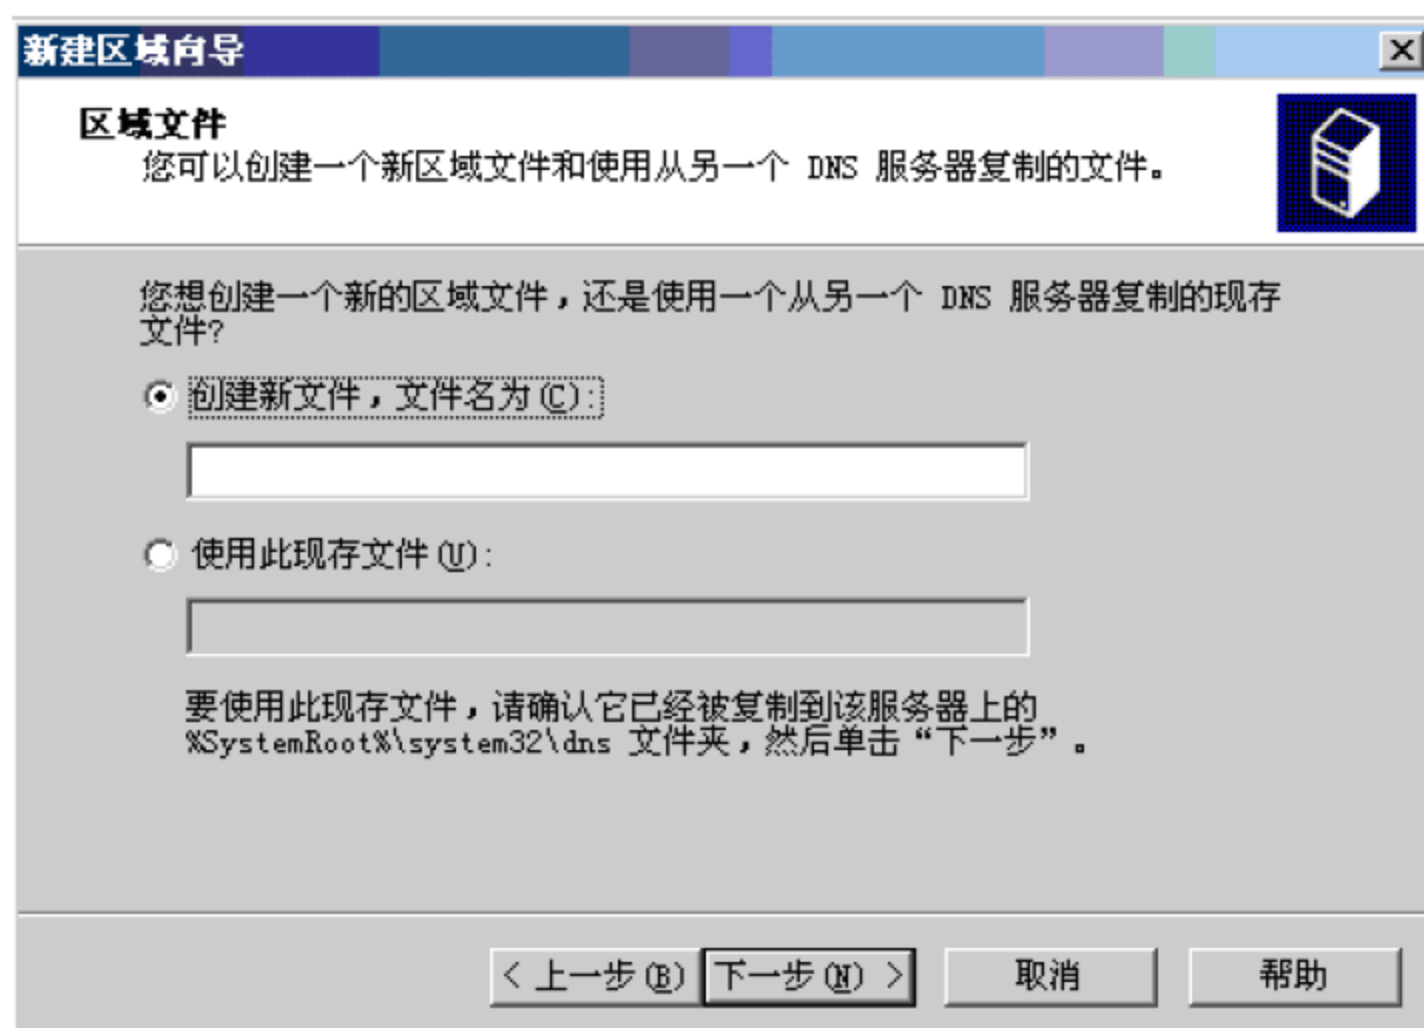 新建区域向导
区域文件
您可以创建一个新区域文件和使用从另一个 DNS 服务器复制的文件。
您想创建一个新的区域文件，还是使用一个从另一个 DNS 服务器复制的现存
文件?
创建新文件，文件名为(C):
使用此现存文件(U):
要使用此现存文件，请确认它已经被复制到该服务器上的
%SystemRoot%\system32\dns 文件夹，然后单击“下一步”。
< 上一步(B) 下一步(N) > 取消 帮助